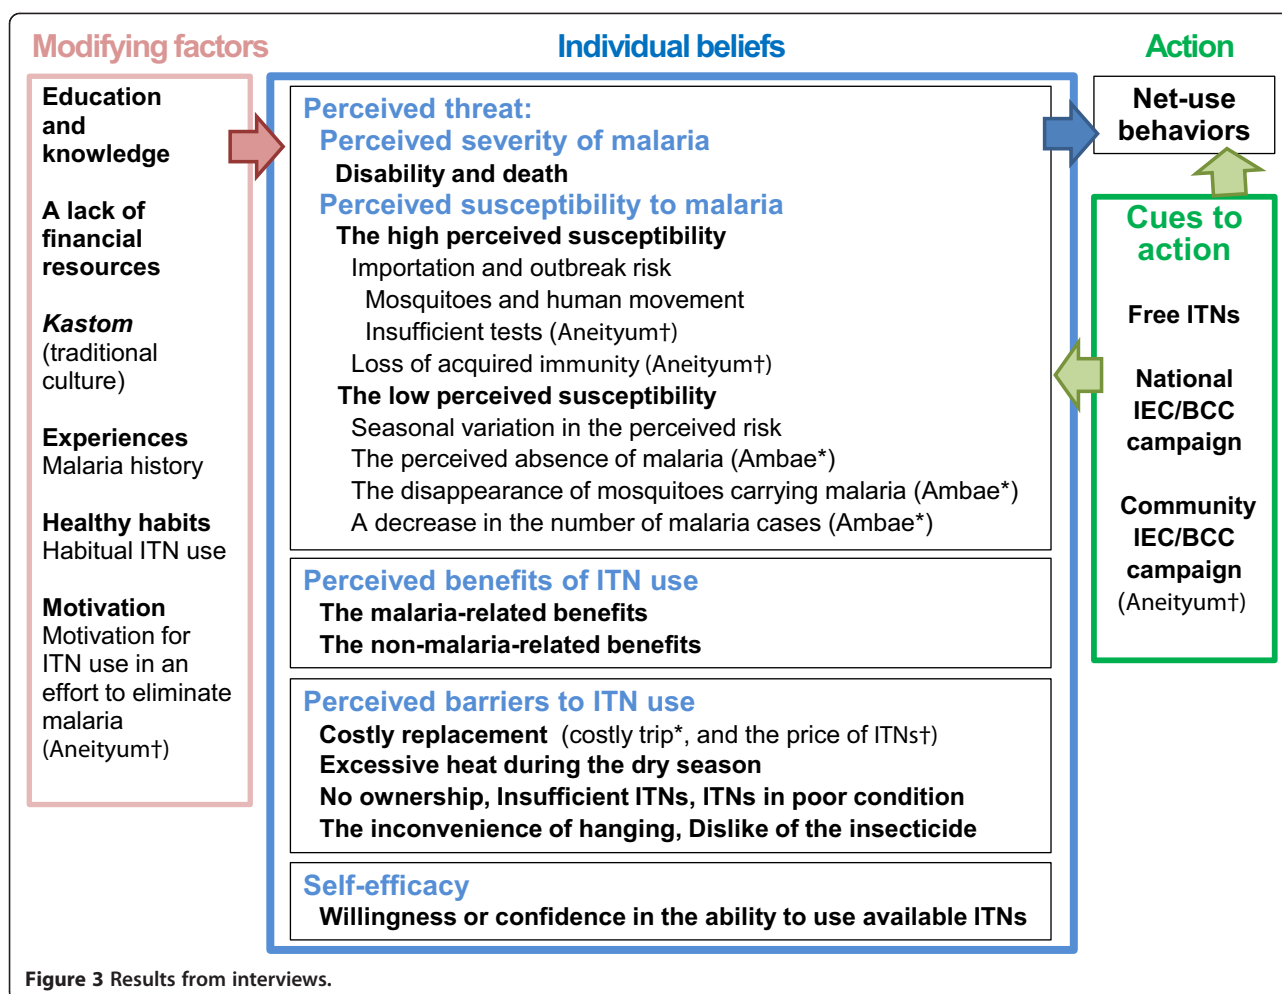 Modifying factors
Education
and
knowledge
A lack of
financial
resources
Kastom
(traditional
culture)
Experiences
Malaria history
Healthy habits
Habitual ITN use
Motivation
Motivation for
ITN use in an
effort to eliminate
malaria
(Aneityum†)
Individual beliefs
Perceived threat:
Perceived severity of malaria
Disability and death
Perceived susceptibility to malaria
The high perceived susceptibility
Importation and outbreak risk
Mosquitoes and human movement
Insufficient tests (Aneityum†)
Loss of acquired immunity (Aneityum†)
The low perceived susceptibility
Seasonal variation in the perceived risk
The perceived absence of malaria (Ambae*)
The disappearance of mosquitoes carrying malaria (Ambae*)
A decrease in the number of malaria cases (Ambae*)
Perceived benefits of ITN use
The malaria-related benefits
The non-malaria-related benefits
Perceived barriers to ITN use
Costly replacement (costly trip*, and the price of ITNs†)
Excessive heat during the dry season
No ownership, Insufficient ITNs, ITNs in poor condition
The inconvenience of hanging, Dislike of the insecticide
Self-efficacy
Willingness or confidence in the ability to use available ITNs
Action
Net-use
behaviors
Cues to
action
Free ITNs
National
IEC/BCC
campaign
Community
IEC/BCC
campaign
(Aneityum†)
Figure 3 Results from interviews.